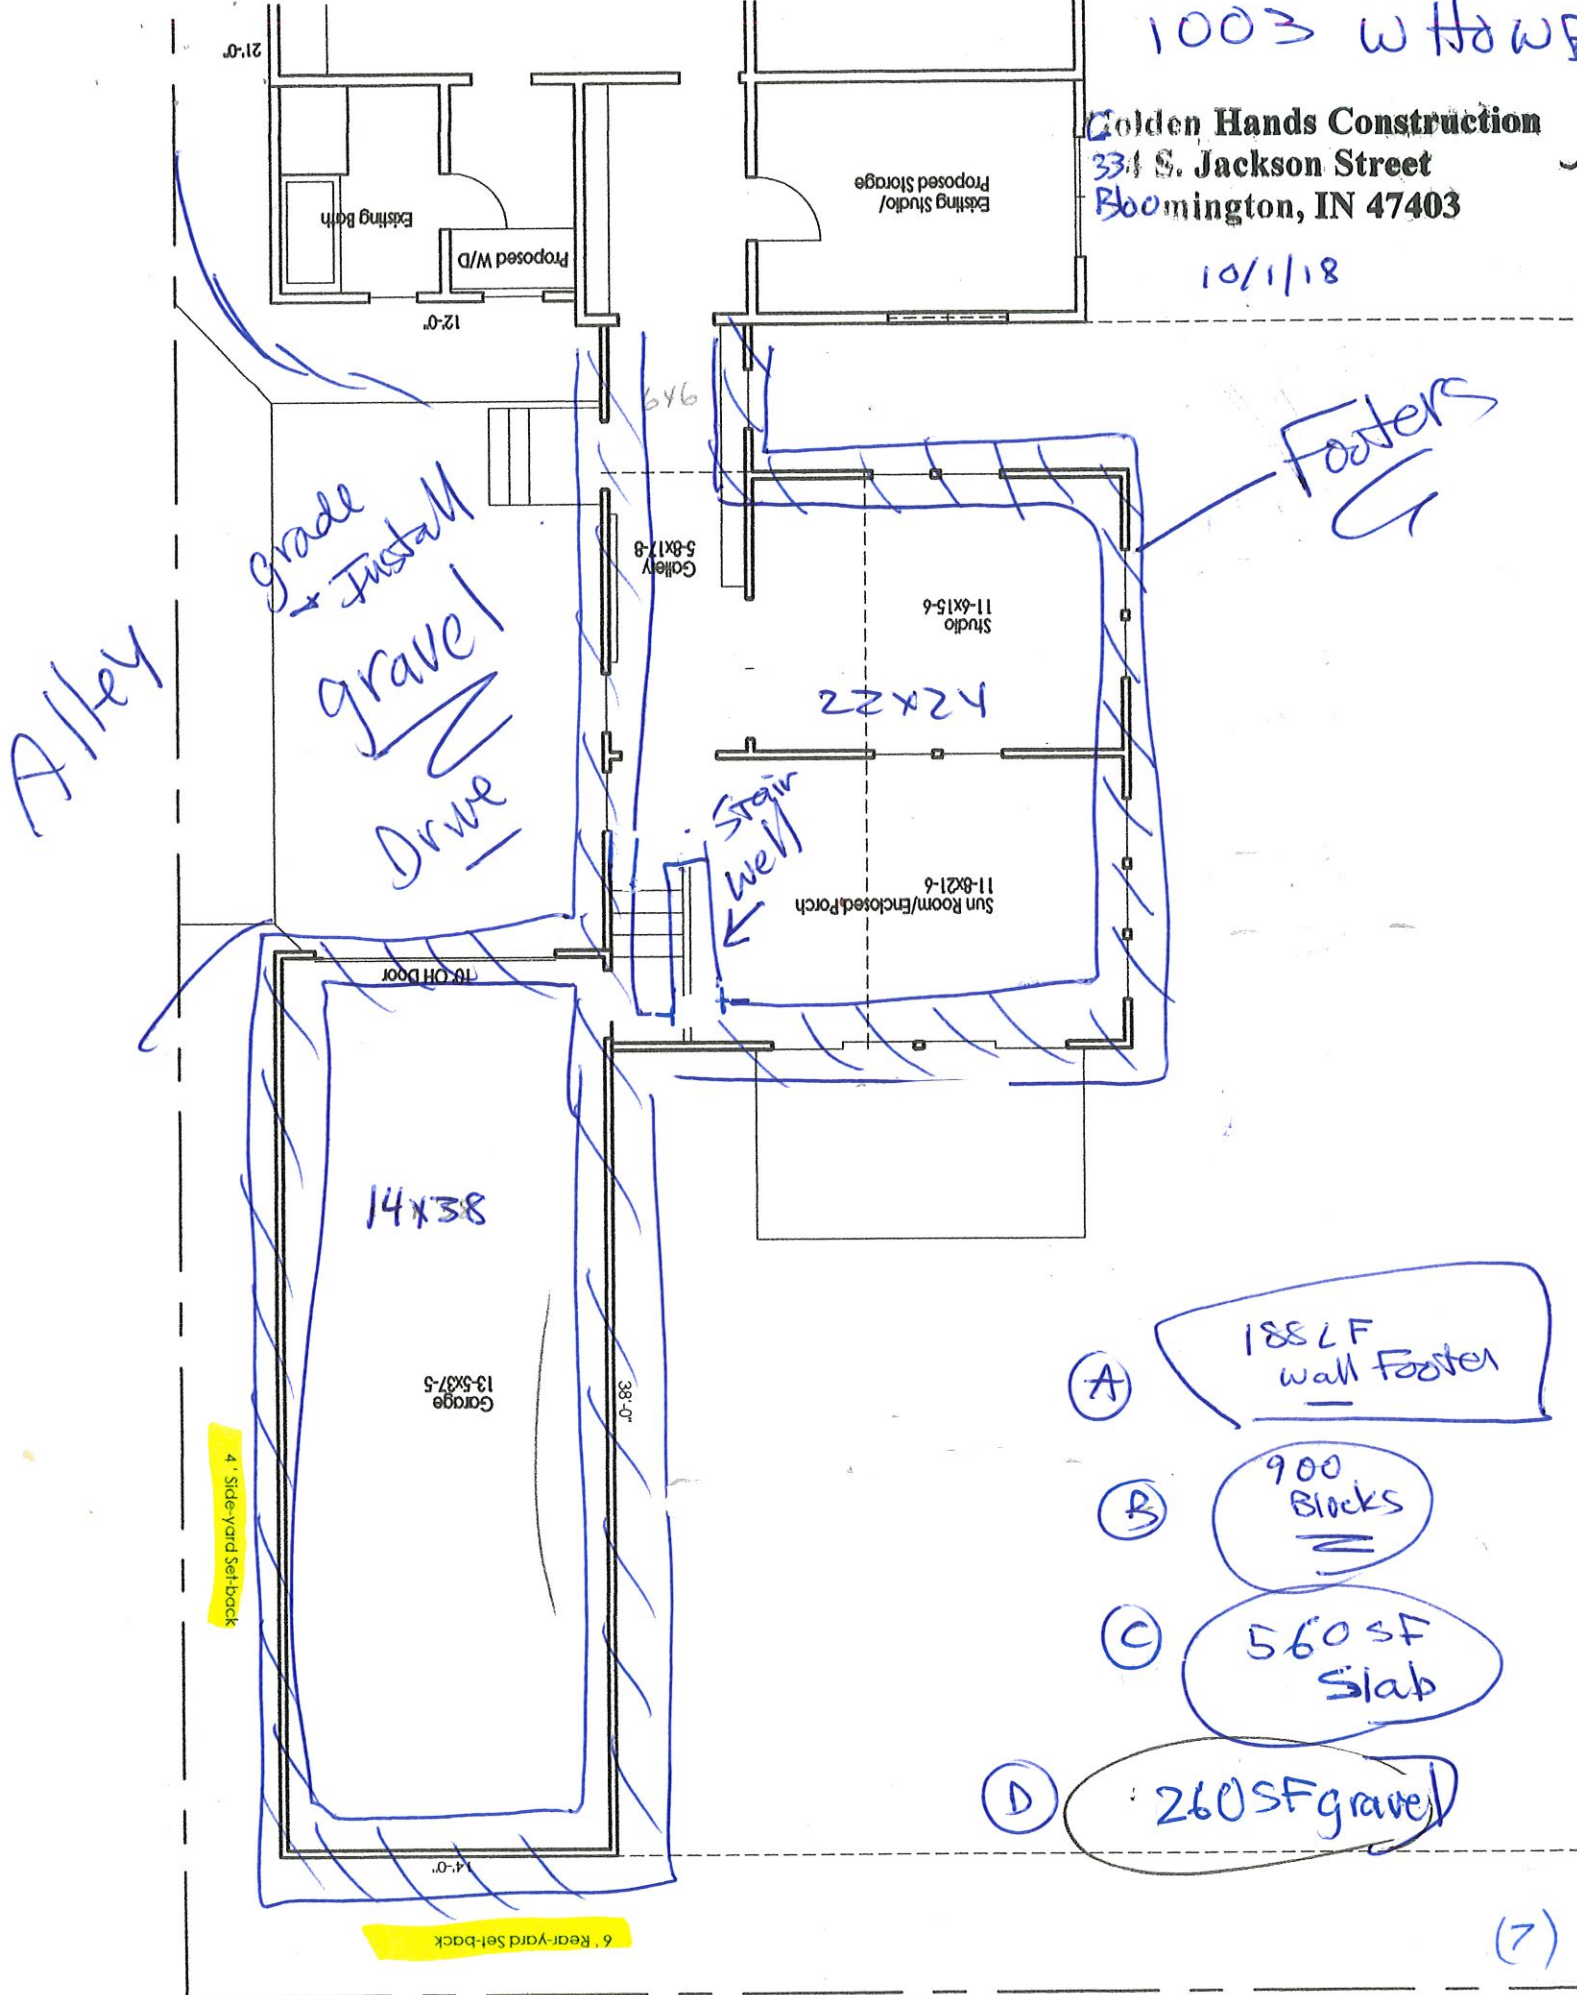 1003 W HOWE
Golden Hands Construction
334 S. Jackson Street
Bloomington, IN 47403
10/1/18
21'-0"
Existing Bath
Proposed W/D
12'-0"
Existing Studio/
Proposed Storage
6x6
Footers
grade
+ Install
gravel
Drive
Alley
Gallery
5-8x17-8
Studio
11-6x15-6
22x24
Stair
well
Sun Room/Enclosed Porch
11-8x21-6
10' OH Door
14x38
Garage
13-5x37-5
38'-0"
14'-0"
4' Side-yard Set-back
6' Rear-yard Set-back
A
188 LF
wall Footer
B
900
Blocks
C
560 SF
Slab
D
260 SF gravel
(7)